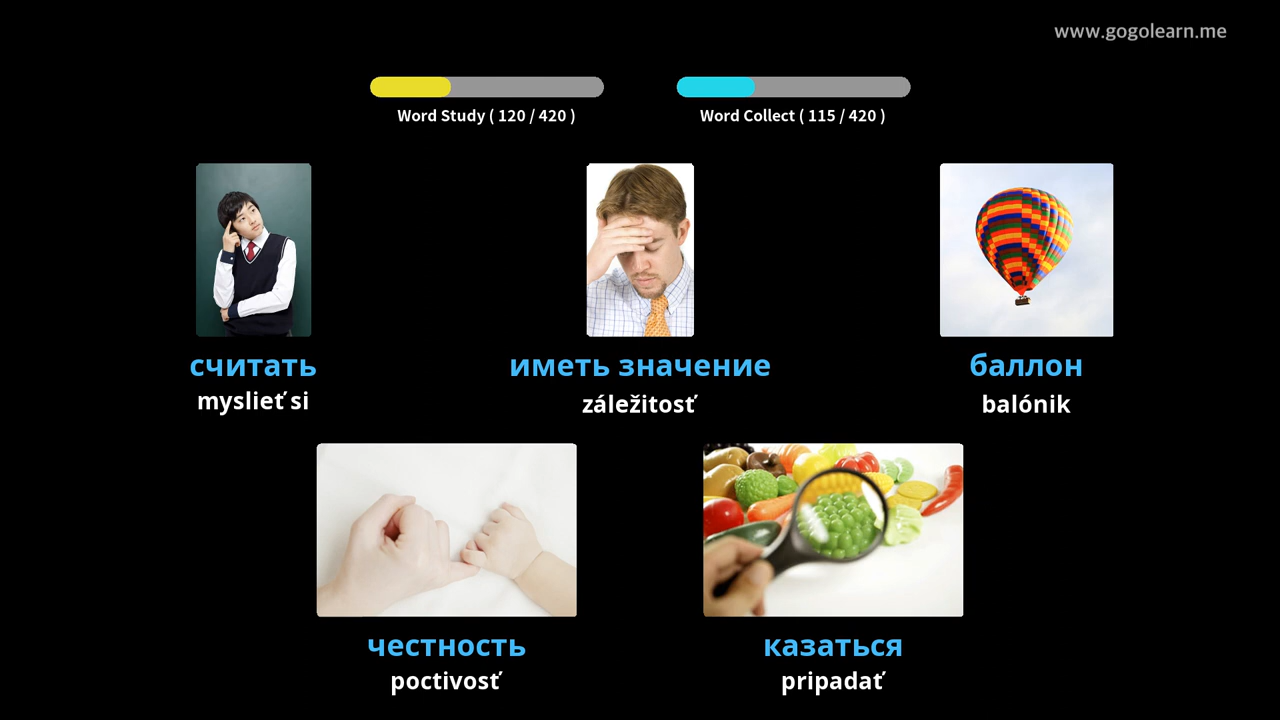 www.gogolearn.me
Word Study ( 120 / 420 )
Word Collect ( 115 / 420 )
считать
иметь значение
баллон
myslieť si
záležitosť
balónik
честность
казаться
poctivosť
pripadať